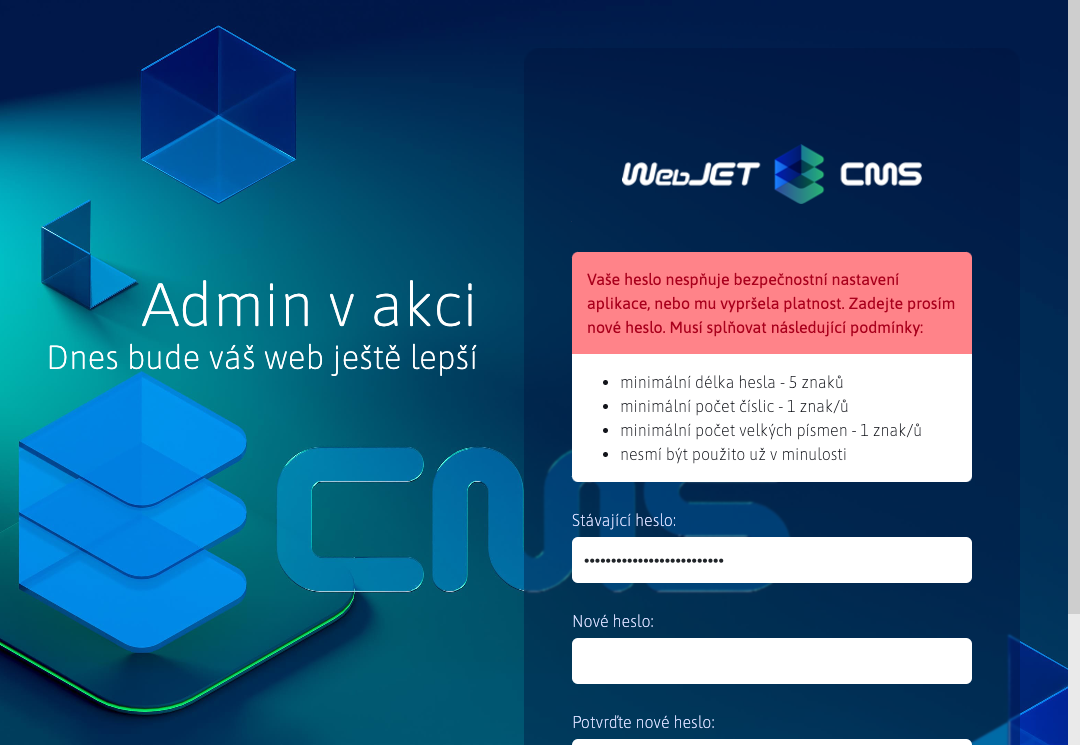 WebJET CMS
Admin v akci
Dnes bude váš web ještě lepší
CMS
Vaše heslo nespňuje bezpečnostní nastavení
aplikace, nebo mu vypršela platnost. Zadejte prosím
nové heslo. Musí splňovat následující podmínky:
• minimální délka hesla - 5 znaků
• minimální počet číslic - 1 znak/ů
• minimální počet velkých písmen - 1 znak/ů
• nesmí být použito už v minulosti
Stávající heslo:
••••••••••••••••••••••••••
Nové heslo:
Potvrďte nové heslo: